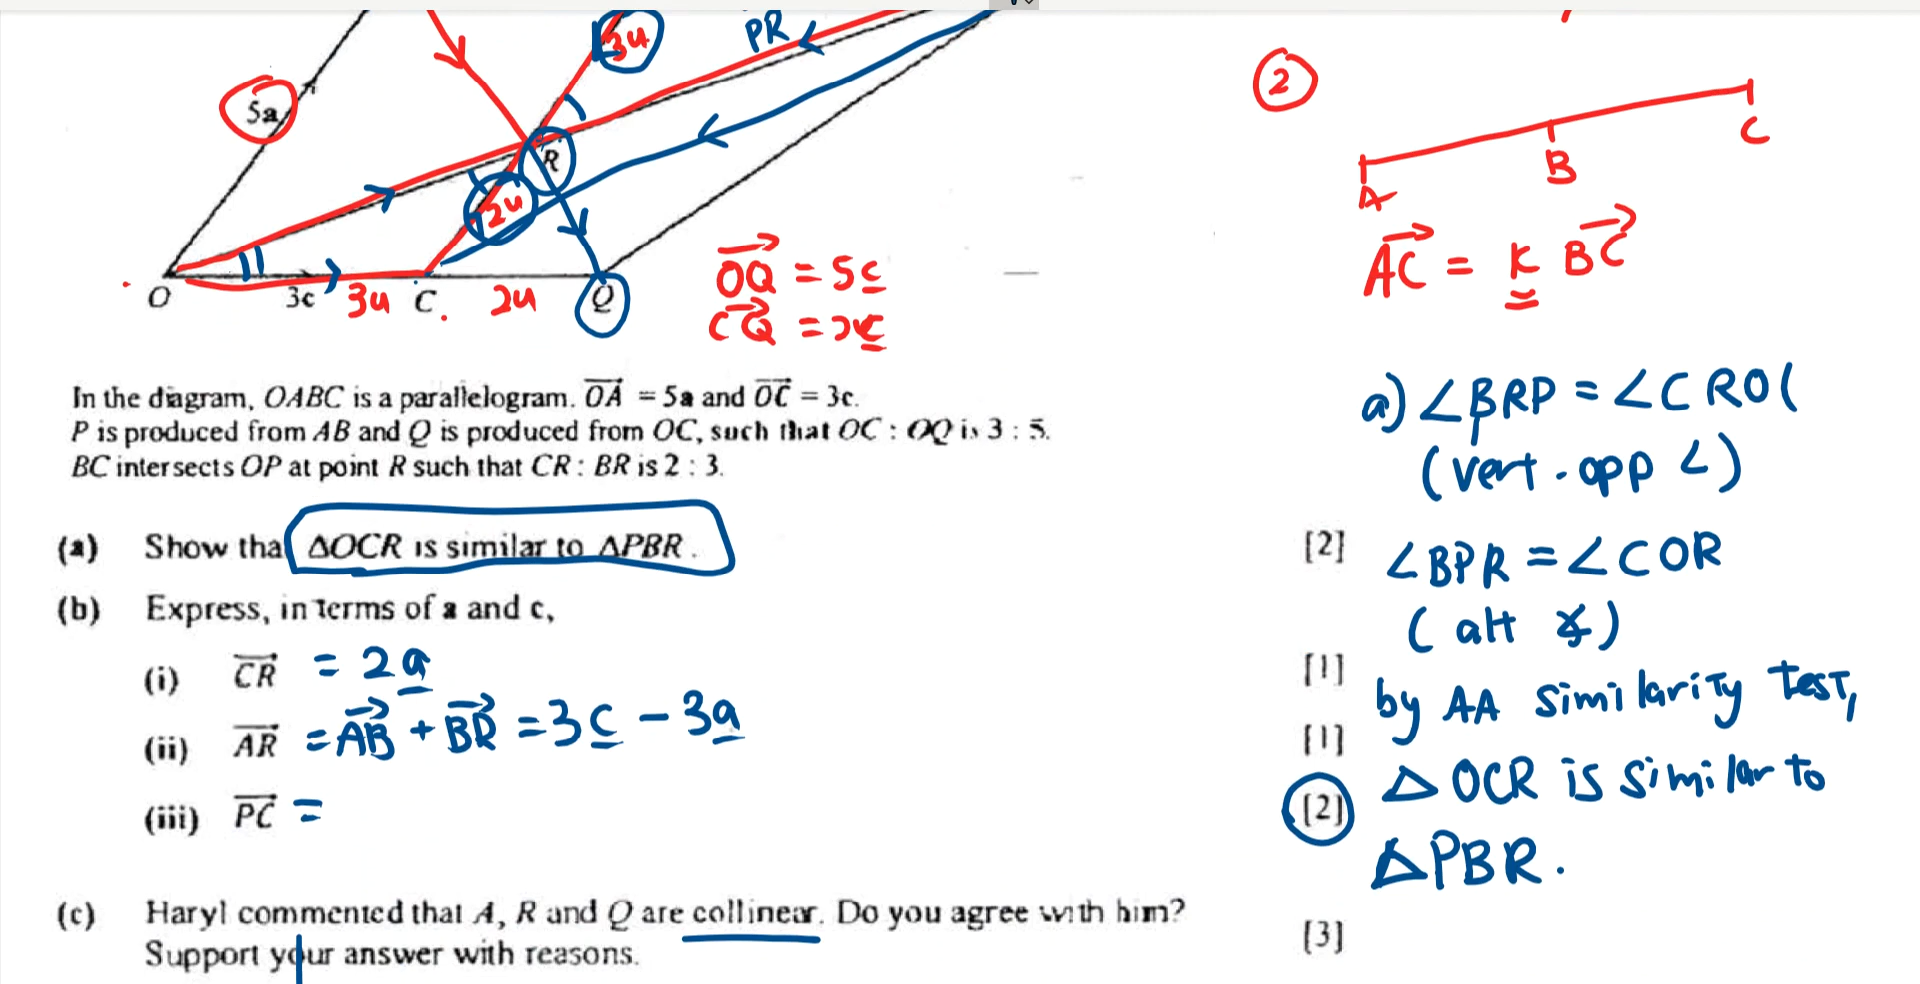 3u
PR
5a
R
2u
O
3c
3u
C
2u
Q
OQ = 5c
CQ = 2c
2
A
B
C
AC = k BC
In the diagram, OABC is a parallelogram. OA = 5a and OC = 3c.
P is produced from AB and Q is produced from OC, such that OC : OQ is 3 : 5.
BC intersects OP at point R such that CR : BR is 2 : 3.
(a) Show tha ΔOCR is similar to ΔPBR. [2]
(b) Express, in terms of a and c,
(i) CR = 2a [1]
(ii) AR = AB + BR = 3c - 3a [1]
(iii) PC = [2]
(c) Haryl commented that A, R and Q are collinear. Do you agree with him?
Support your answer with reasons. [3]
a) ∠BRP = ∠CRO (
(vert. opp ∠)
∠BPR = ∠COR
(alt ∠)
by AA similarity test,
Δ OCR is similar to
ΔPBR.